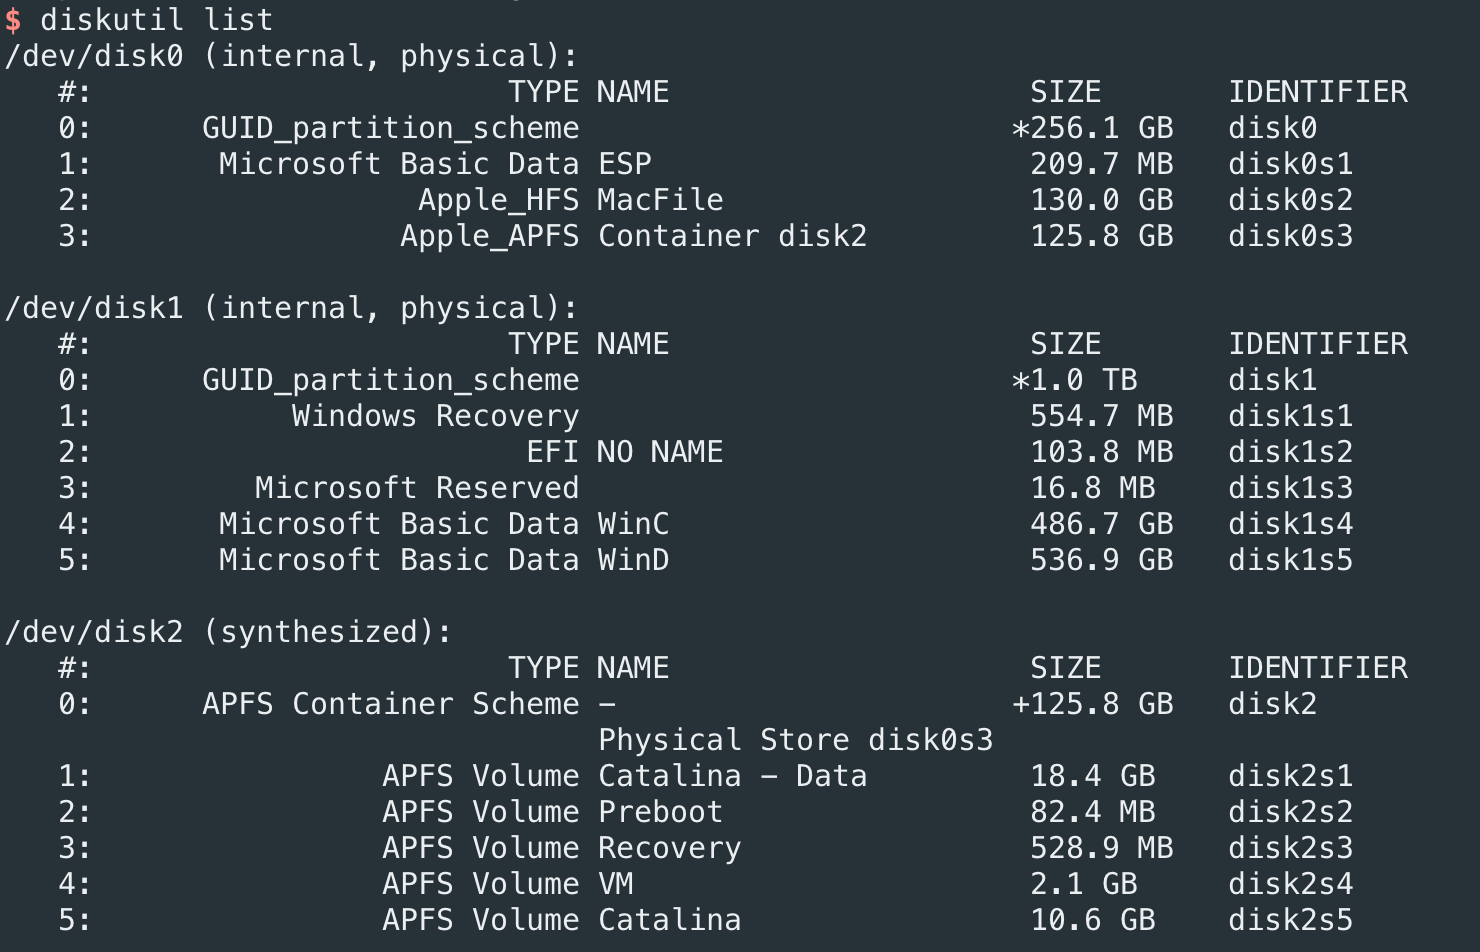 $ diskutil list
/dev/disk0 (internal, physical):
   #:                       TYPE NAME                    SIZE       IDENTIFIER
   0:      GUID_partition_scheme                        *256.1 GB   disk0
   1:       Microsoft Basic Data ESP                     209.7 MB   disk0s1
   2:                  Apple_HFS MacFile                 130.0 GB   disk0s2
   3:                 Apple_APFS Container disk2         125.8 GB   disk0s3

/dev/disk1 (internal, physical):
   #:                       TYPE NAME                    SIZE       IDENTIFIER
   0:      GUID_partition_scheme                        *1.0 TB     disk1
   1:           Windows Recovery                         554.7 MB   disk1s1
   2:                        EFI NO NAME                 103.8 MB   disk1s2
   3:         Microsoft Reserved                         16.8 MB    disk1s3
   4:       Microsoft Basic Data WinC                    486.7 GB   disk1s4
   5:       Microsoft Basic Data WinD                    536.9 GB   disk1s5

/dev/disk2 (synthesized):
   #:                       TYPE NAME                    SIZE       IDENTIFIER
   0:      APFS Container Scheme -                      +125.8 GB   disk2
                                 Physical Store disk0s3
   1:                APFS Volume Catalina - Data         18.4 GB    disk2s1
   2:                APFS Volume Preboot                 82.4 MB    disk2s2
   3:                APFS Volume Recovery                528.9 MB   disk2s3
   4:                APFS Volume VM                      2.1 GB     disk2s4
   5:                APFS Volume Catalina                10.6 GB    disk2s5